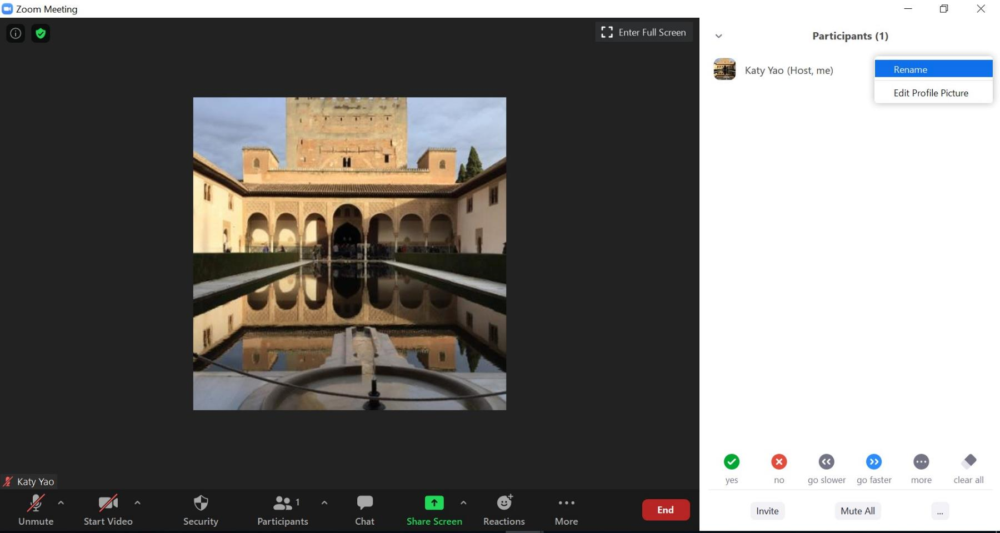 Zoom Meeting
Enter Full Screen
Participants (1)
Katy Yao (Host, me)
Rename
Edit Profile Picture
Katy Yao
yes
no
go slower
go faster
more
clear all
Unmute
Start Video
Security
1
Participants
Chat
Share Screen
Reactions
More
End
Invite
Mute All
...